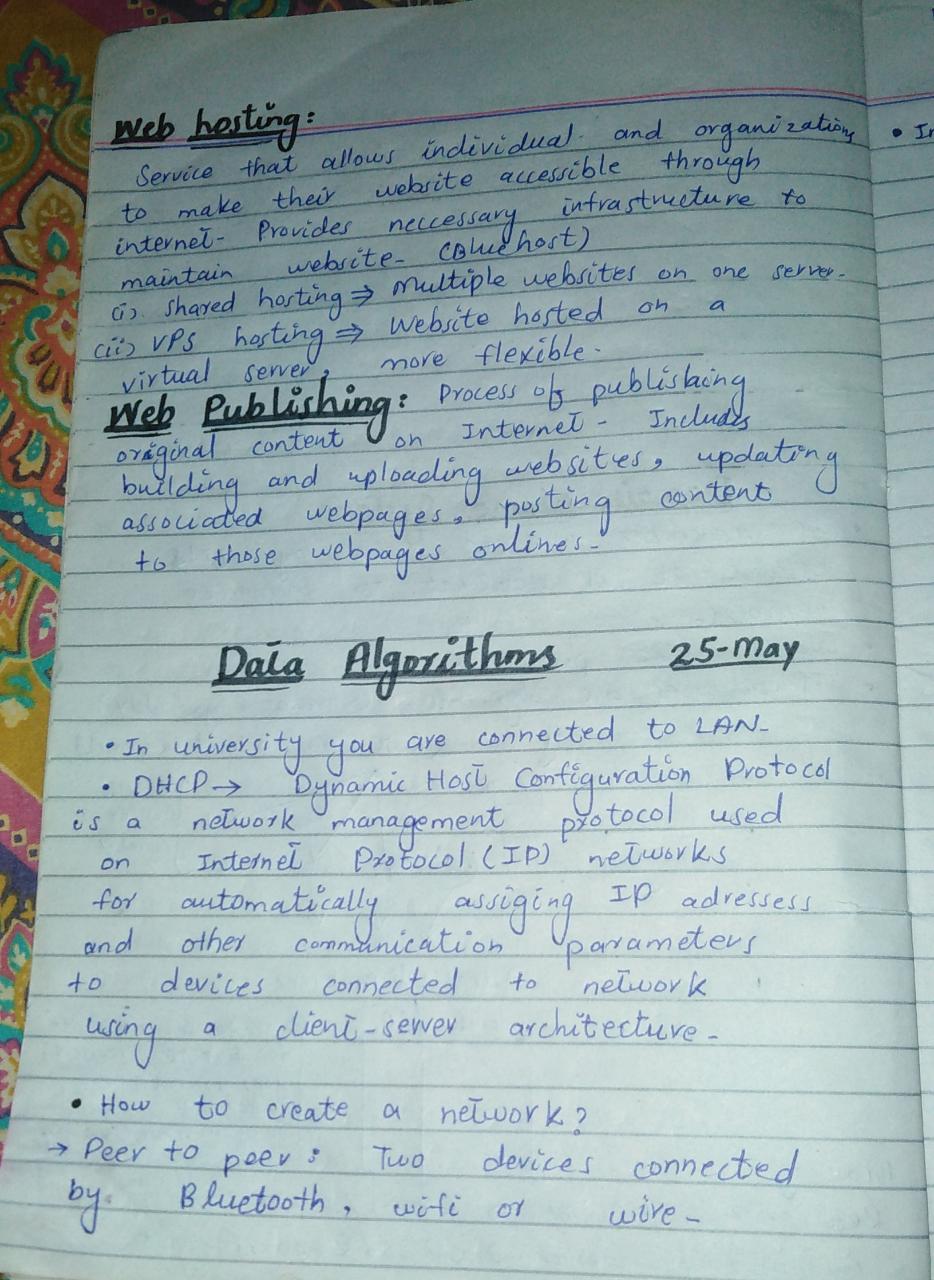 Web hosting:
Service that allows individual and organizations
to make their website accessible through
internet. Provides neccessary infrastructure to
maintain website. (Bluehost)
(i). Shared hosting ⇒ Multiple websites on one server.
(ii) VPS hosting ⇒ Website hosted on a
virtual server, more flexible.
Web Publishing: Process of publishing
original content on Internet. Includes
building and uploading websites, updating
associated webpages, posting content
to those webpages onlines.
Data Algorithms 25-May
• In university you are connected to LAN.
• DHCP → Dynamic Host Configuration Protocol
is a network management protocol used
on Internet Protocol (IP) networks
for automatically assiging IP adressess
and other communication parameters
to devices connected to network
using a client-server architecture.
• How to create a network?
→ Peer to peer: Two devices connected
by. Bluetooth, wifi or wire.